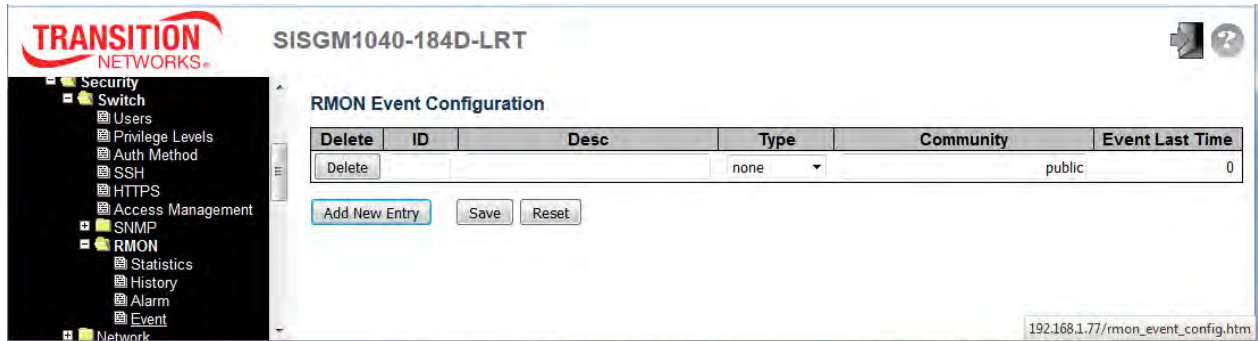 TRANSITION
NETWORKS®
SISGM1040-184D-LRT
?
Security
Switch
Users
Privilege Levels
Auth Method
SSH
HTTPS
Access Management
SNMP
RMON
Statistics
History
Alarm
Event
Network
RMON Event Configuration
Delete ID Desc Type Community Event Last Time
Delete none public 0
Add New Entry Save Reset
192.168.1.77/rmon_event_config.htm